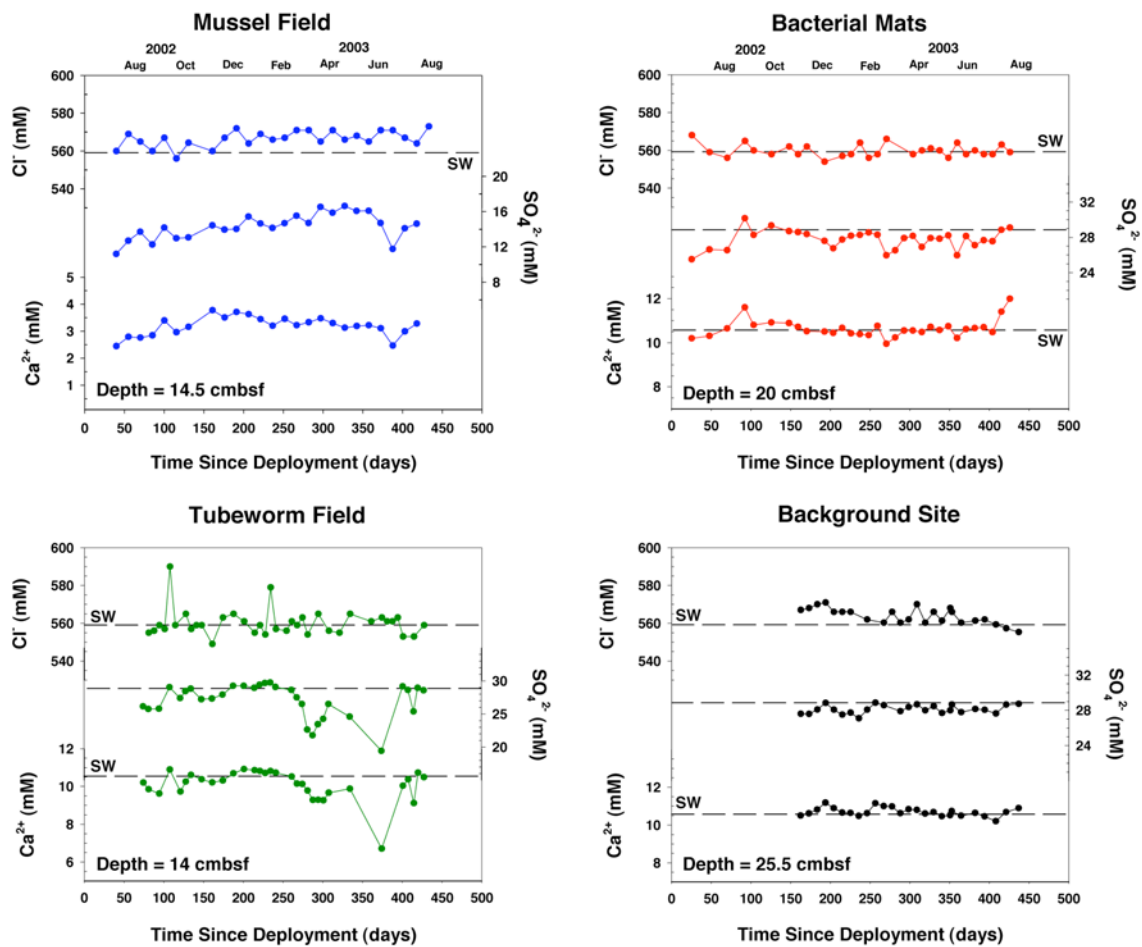 Mussel Field
2002 2003
Aug Oct Dec Feb Apr Jun Aug
600
580
560
540
Cl⁻ (mM)
SW
20
16
12
8
SO₄²⁻ (mM)
5
4
3
2
1
Ca²⁺ (mM)
Depth = 14.5 cmbsf
0 50 100 150 200 250 300 350 400 450 500
Time Since Deployment (days)
Bacterial Mats
2002 2003
Aug Oct Dec Feb Apr Jun Aug
600
580
560
540
Cl⁻ (mM)
SW
32
28
24
SO₄²⁻ (mM)
12
10
8
Ca²⁺ (mM)
SW
Depth = 20 cmbsf
0 50 100 150 200 250 300 350 400 450 500
Time Since Deployment (days)
Tubeworm Field
600
580
560
540
Cl⁻ (mM)
SW
30
25
20
SO₄²⁻ (mM)
12
10
8
6
Ca²⁺ (mM)
SW
Depth = 14 cmbsf
0 50 100 150 200 250 300 350 400 450 500
Time Since Deployment (days)
Background Site
600
580
560
540
Cl⁻ (mM)
SW
32
28
24
SO₄²⁻ (mM)
12
10
8
Ca²⁺ (mM)
SW
Depth = 25.5 cmbsf
0 50 100 150 200 250 300 350 400 450 500
Time Since Deployment (days)